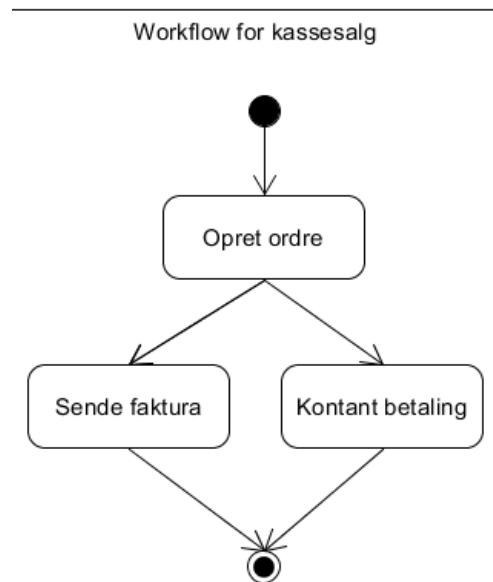 Workflow for kassesalg
Opret ordre
Sende faktura
Kontant betaling